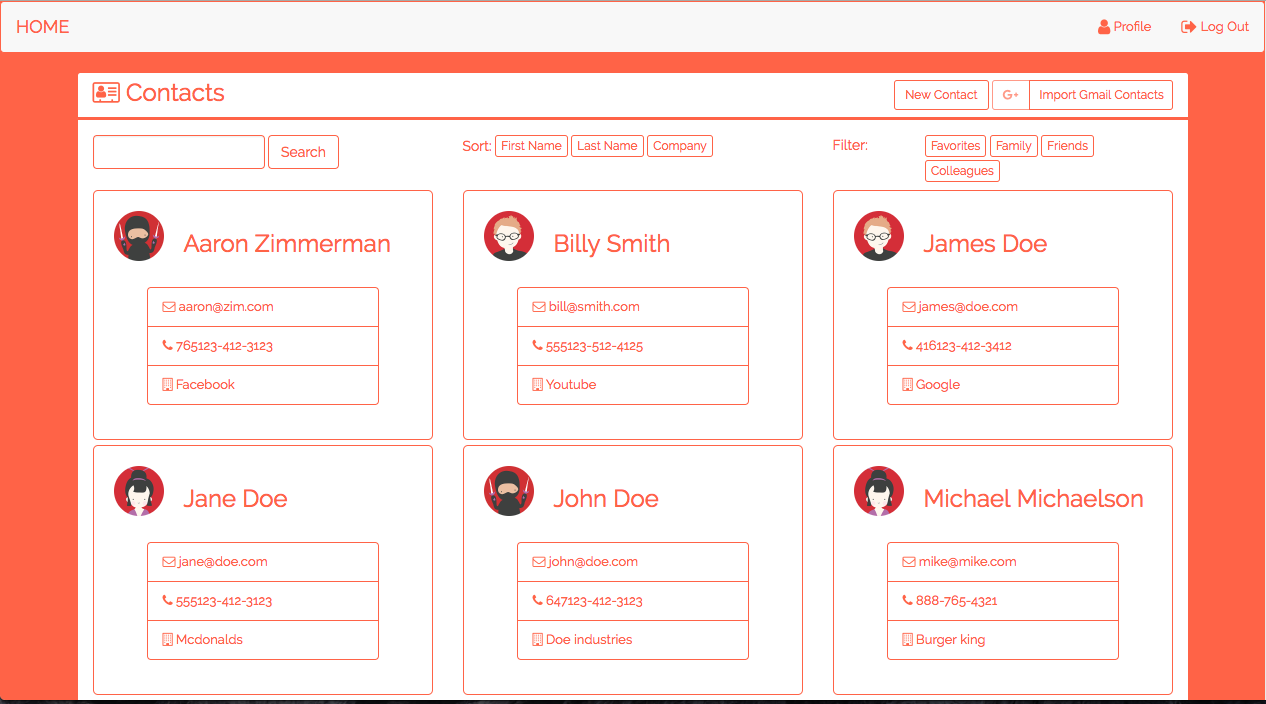 HOME
Profile
Log Out
Contacts
New Contact
G+
Import Gmail Contacts
Search
Sort: First Name Last Name Company
Filter: Favorites Family Friends
Colleagues
Aaron Zimmerman
aaron@zim.com
765123-412-3123
Facebook
Billy Smith
bill@smith.com
555123-512-4125
Youtube
James Doe
james@doe.com
416123-412-3412
Google
Jane Doe
jane@doe.com
555123-412-3123
Mcdonalds
John Doe
john@doe.com
647123-412-3123
Doe industries
Michael Michaelson
mike@mike.com
888-765-4321
Burger king